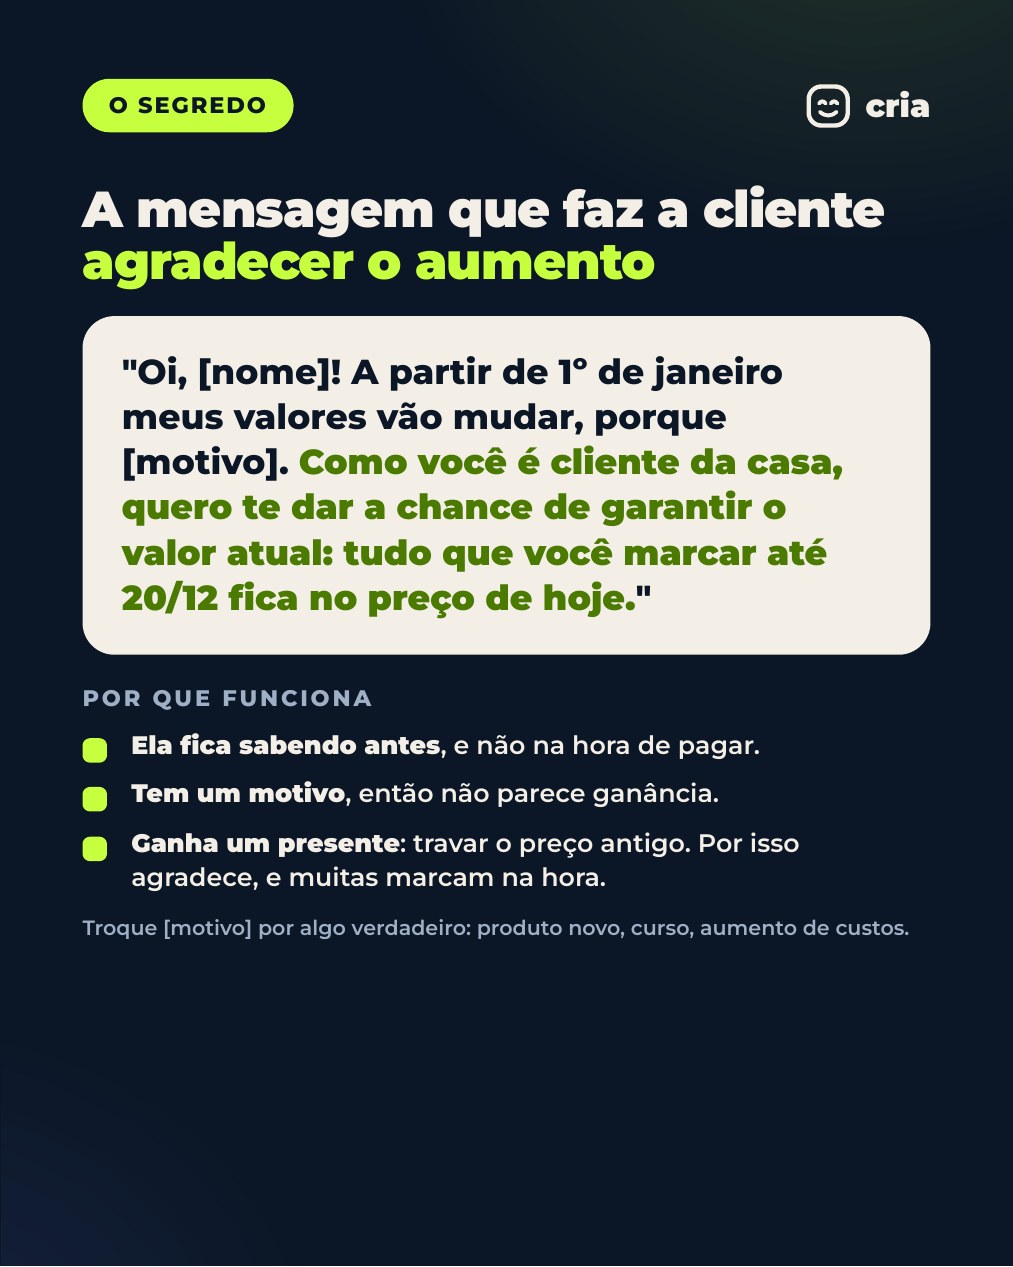 O SEGREDO
cria
A mensagem que faz a cliente
agradecer o aumento
"Oi, [nome]! A partir de 1º de janeiro
meus valores vão mudar, porque
[motivo]. Como você é cliente da casa,
quero te dar a chance de garantir o
valor atual: tudo que você marcar até
20/12 fica no preço de hoje."
POR QUE FUNCIONA
Ela fica sabendo antes, e não na hora de pagar.
Tem um motivo, então não parece ganância.
Ganha um presente: travar o preço antigo. Por isso
agradece, e muitas marcam na hora.
Troque [motivo] por algo verdadeiro: produto novo, curso, aumento de custos.